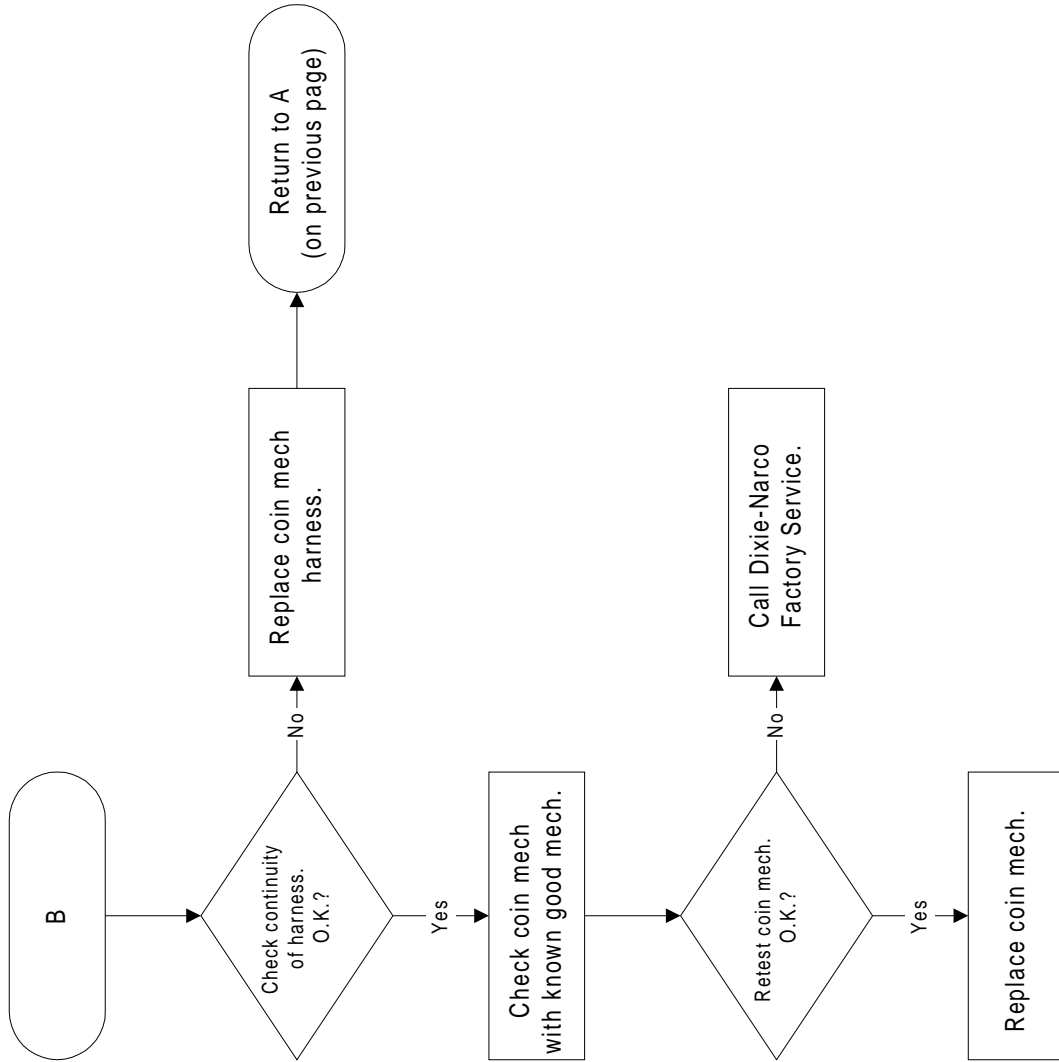 B
Check continuity
of harness.
O.K.?
No
Replace coin mech
harness.
Return to A
(on previous page)
Yes
Check coin mech
with known good mech.
Retest coin mech.
O.K.?
No
Call Dixie-Narco
Factory Service.
Yes
Replace coin mech.